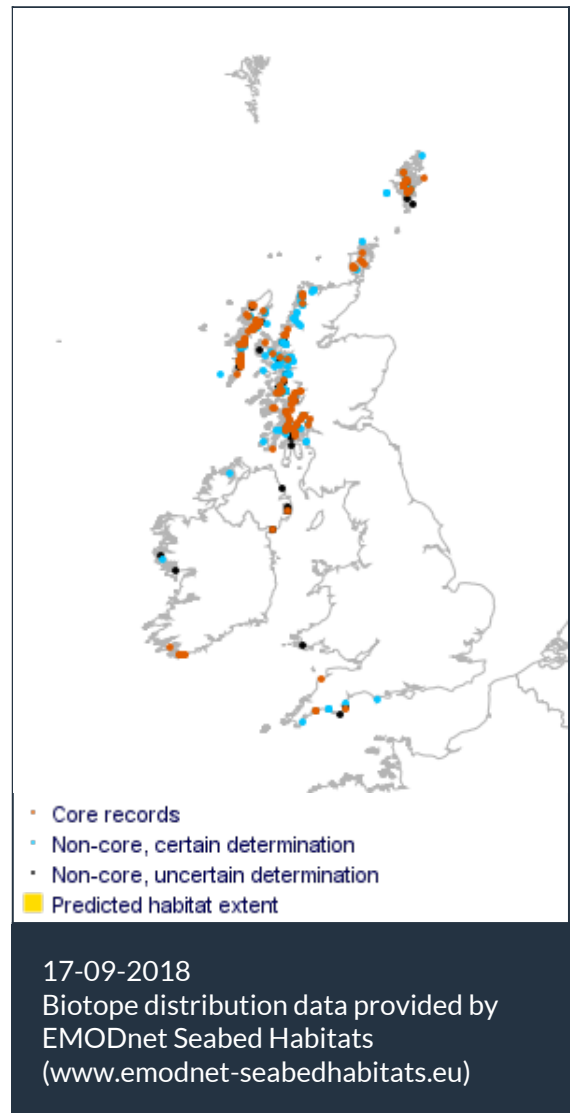 Core records
Non-core, certain determination
Non-core, uncertain determination
Predicted habitat extent
17-09-2018
Biotope distribution data provided by
EMODnet Seabed Habitats
(www.emodnet-seabedhabitats.eu)